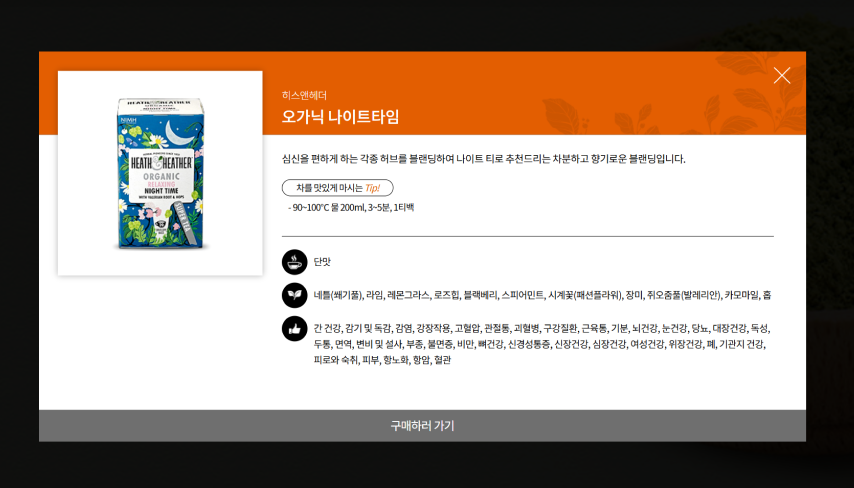 히스앤헤더
오가닉 나이트타임
심신을 편하게 하는 각종 허브를 블랜딩하여 나이트 티로 추천드리는 차분하고 향기로운 블랜딩입니다.
차를 맛있게 마시는 Tip!
- 90~100℃ 물 200ml, 3~5분, 1티백
HEATH & HEATHER
ORGANIC
NIGHT TIME
HEATH & HEATHER
ORGANIC
RELAXING
NIGHT TIME
WITH VALERIAN ROOT & HOPS
단맛
네틀(쐐기풀), 라임, 레몬그라스, 로즈힙, 블랙베리, 스피어민트, 시계꽃(패션플라워), 장미, 쥐오줌풀(발레리안), 카모마일, 홉
간 건강, 감기 및 독감, 감염, 강장작용, 고혈압, 관절통, 괴혈병, 구강질환, 근육통, 기분, 뇌건강, 눈건강, 당뇨, 대장건강, 독성,
두통, 면역, 변비 및 설사, 부종, 불면증, 비만, 뼈건강, 신경성통증, 신장건강, 심장건강, 여성건강, 위장건강, 폐, 기관지 건강,
피로와 숙취, 피부, 항노화, 항암, 혈관
구매하러 가기